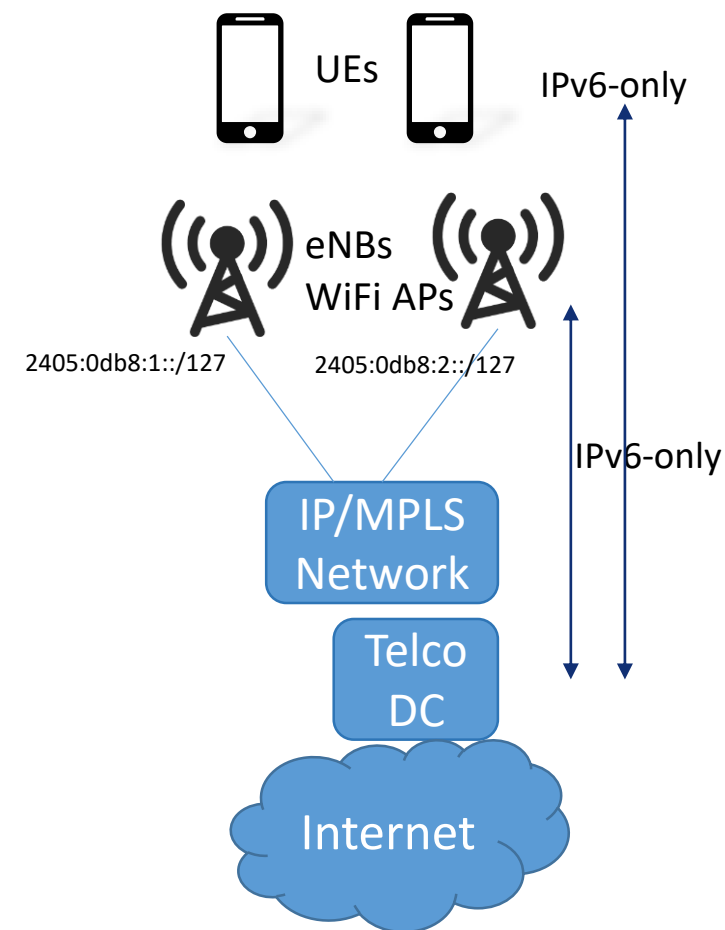 UEs
IPv6-only
eNBs
WiFi APs
2405:0db8:1::/127
2405:0db8:2::/127
IPv6-only
IP/MPLS
Network
Telco
DC
Internet